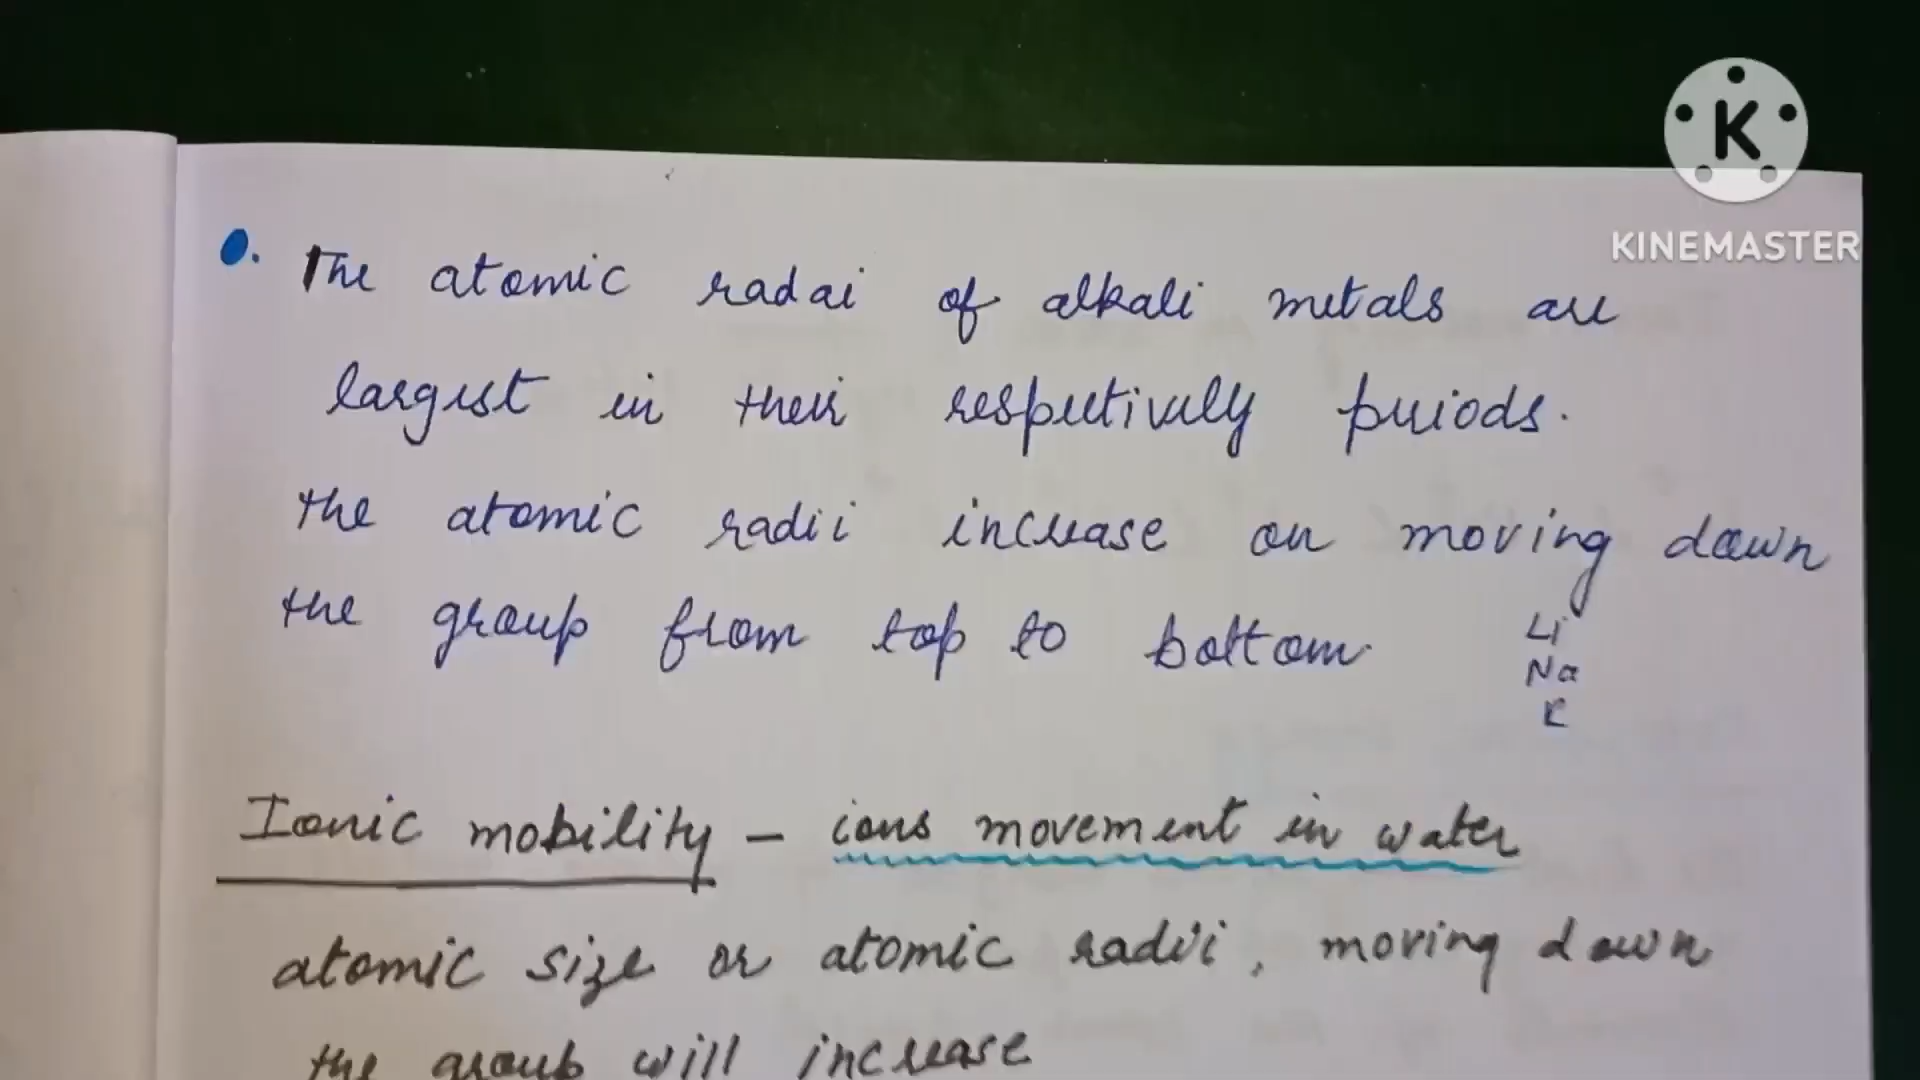 K
KINEMASTER
The atomic radai of alkali metals are
largest in their respectively periods.
the atomic radii increase on moving down
the group from top to bottom.
Li
Na
K
Ionic mobility - ions movement in water
atomic size or atomic radii, moving down
the group will increase